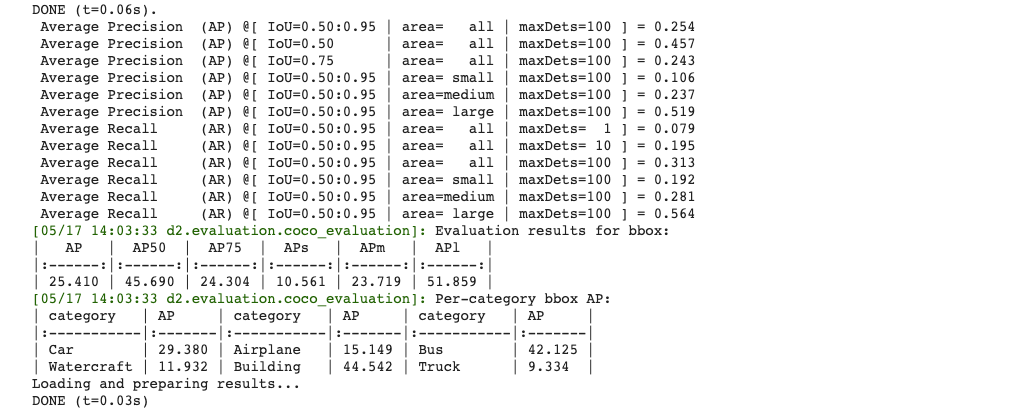 DONE (t=0.06s).
 Average Precision  (AP) @[ IoU=0.50:0.95 | area=   all | maxDets=100 ] = 0.254
 Average Precision  (AP) @[ IoU=0.50      | area=   all | maxDets=100 ] = 0.457
 Average Precision  (AP) @[ IoU=0.75      | area=   all | maxDets=100 ] = 0.243
 Average Precision  (AP) @[ IoU=0.50:0.95 | area= small | maxDets=100 ] = 0.106
 Average Precision  (AP) @[ IoU=0.50:0.95 | area=medium | maxDets=100 ] = 0.237
 Average Precision  (AP) @[ IoU=0.50:0.95 | area= large | maxDets=100 ] = 0.519
 Average Recall     (AR) @[ IoU=0.50:0.95 | area=   all | maxDets=  1 ] = 0.079
 Average Recall     (AR) @[ IoU=0.50:0.95 | area=   all | maxDets= 10 ] = 0.195
 Average Recall     (AR) @[ IoU=0.50:0.95 | area=   all | maxDets=100 ] = 0.313
 Average Recall     (AR) @[ IoU=0.50:0.95 | area= small | maxDets=100 ] = 0.192
 Average Recall     (AR) @[ IoU=0.50:0.95 | area=medium | maxDets=100 ] = 0.281
 Average Recall     (AR) @[ IoU=0.50:0.95 | area= large | maxDets=100 ] = 0.564
[05/17 14:03:33 d2.evaluation.coco_evaluation]: Evaluation results for bbox:
|   AP   |  AP50  |  AP75  |  APs   |  APm   |  APl   |
|:------:|:------:|:------:|:------:|:------:|:------:|
| 25.410 | 45.690 | 24.304 | 10.561 | 23.719 | 51.859 |
[05/17 14:03:33 d2.evaluation.coco_evaluation]: Per-category bbox AP:
| category   | AP     | category   | AP     | category   | AP     |
|:-----------|:-------|:-----------|:-------|:-----------|:-------|
| Car        | 29.380 | Airplane   | 15.149 | Bus        | 42.125 |
| Watercraft | 11.932 | Building   | 44.542 | Truck      | 9.334  |
Loading and preparing results...
DONE (t=0.03s)